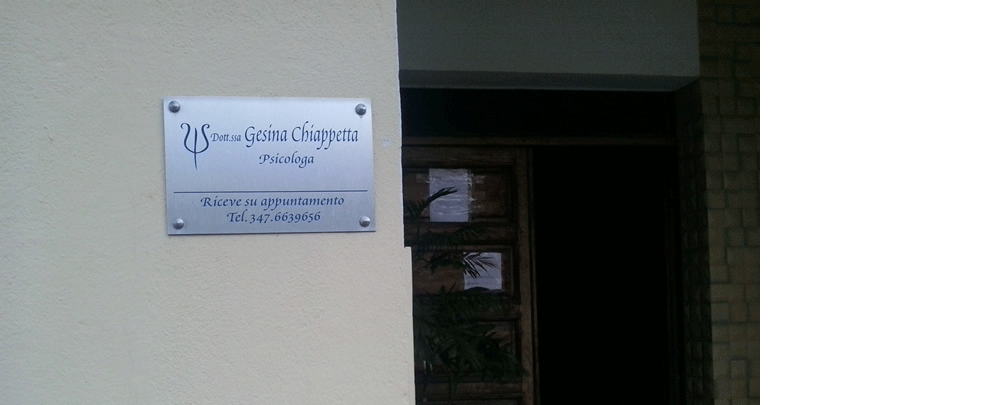 Dott.ssa Gesina Chiappetta
Psicologa
Riceve su appuntamento
Tel. 347.6639656